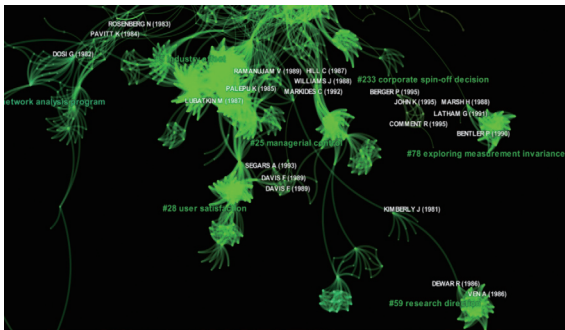 ROSENBERG N (1983)
PAVITT K (1984)
DOSI G (1982)
industry
RAMANUJAM V (1989)
HILL C (1987)
#233 corporate spin-off decision
WILLIAMS J (1988)
PALEPU K (1985)
MARKIDES C (1992)
BERGER P (1995)
JOHN K (1995)
MARSH H (1988)
LUBATKIN M (1987)
network analysis program
LATHAM G (1991)
COMMENT R (1995)
BENTLER P (1990)
#25 managerial
#78 exploring measurement invariance
SEGARS A (1993)
DAVIS F (1989)
DAVIS F (1989)
#28 user satisfaction
KIMBERLY J (1981)
DEWAR R (1986)
VEN A (1986)
#59 research